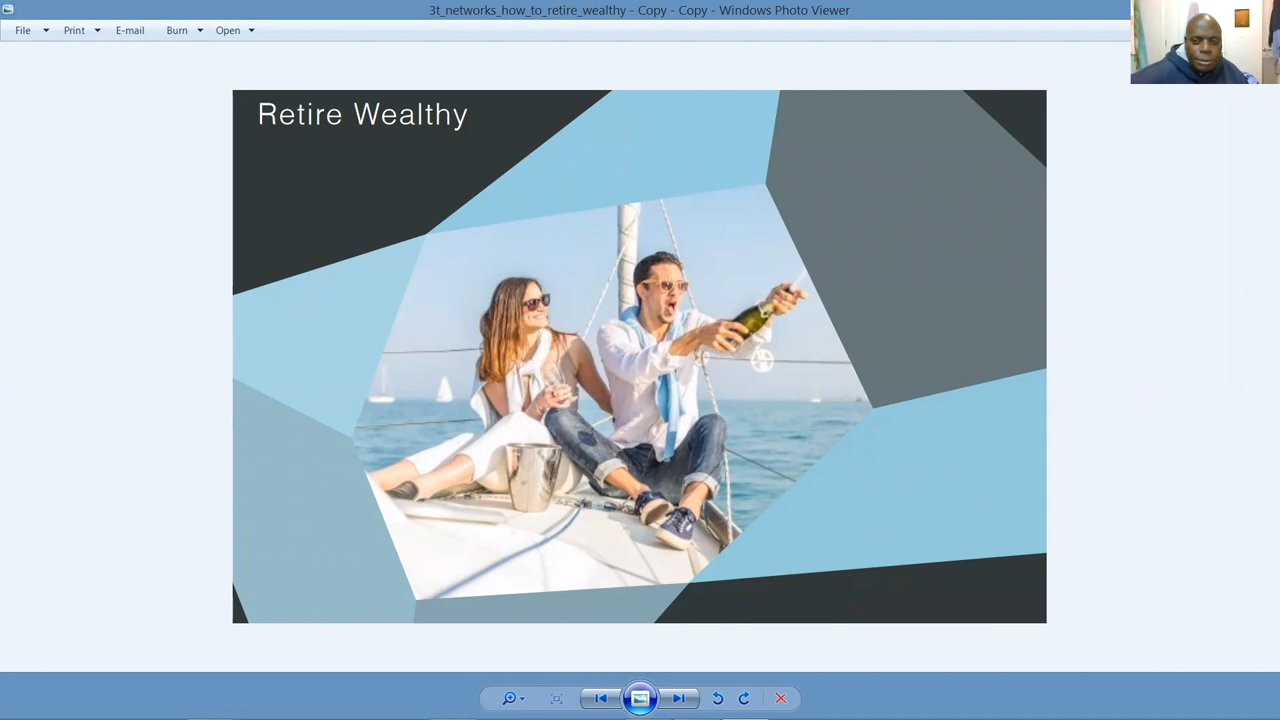 3t_networks_how_to_retire_wealthy - Copy - Copy - Windows Photo Viewer
File Print E-mail Burn Open
Retire Wealthy